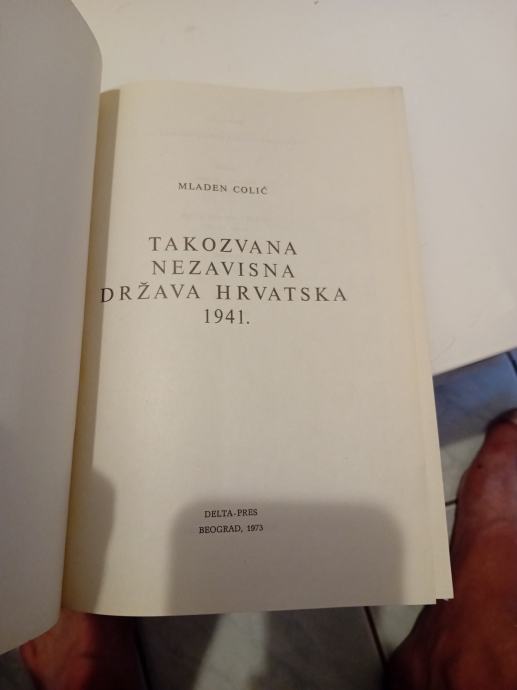 MLADEN COLIĆ
TAKOZVANA
NEZAVISNA
DRŽAVA HRVATSKA
1941.
DELTA-PRES
BEOGRAD, 1973